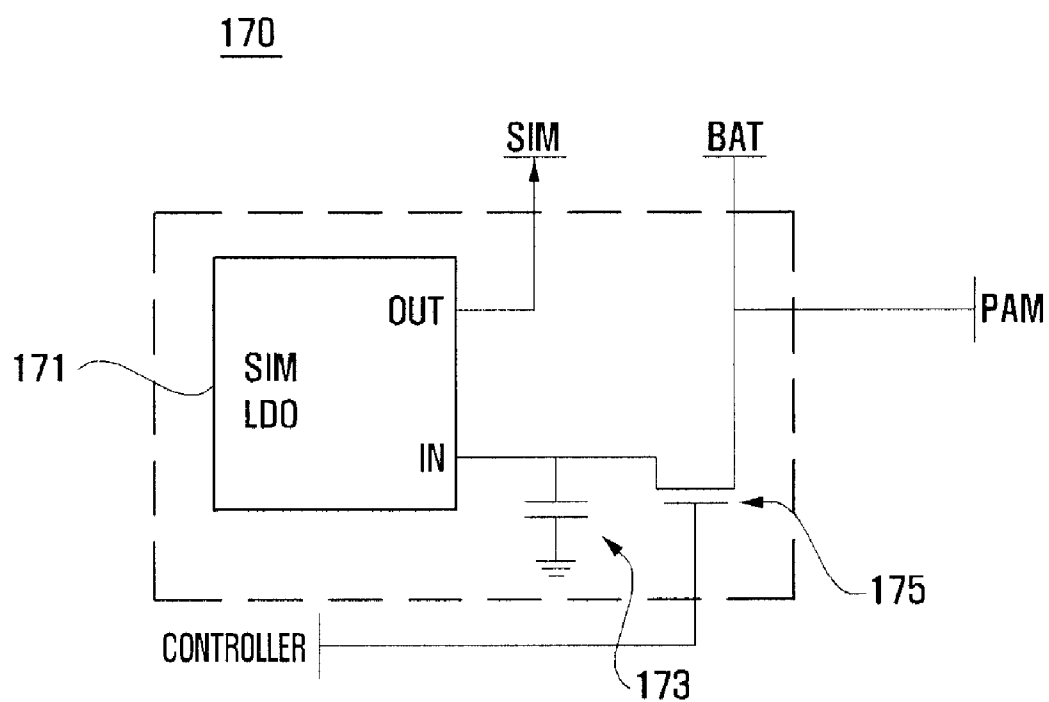 170
SIM
BAT
OUT
PAM
171
SIM
LDO
IN
175
CONTROLLER
173